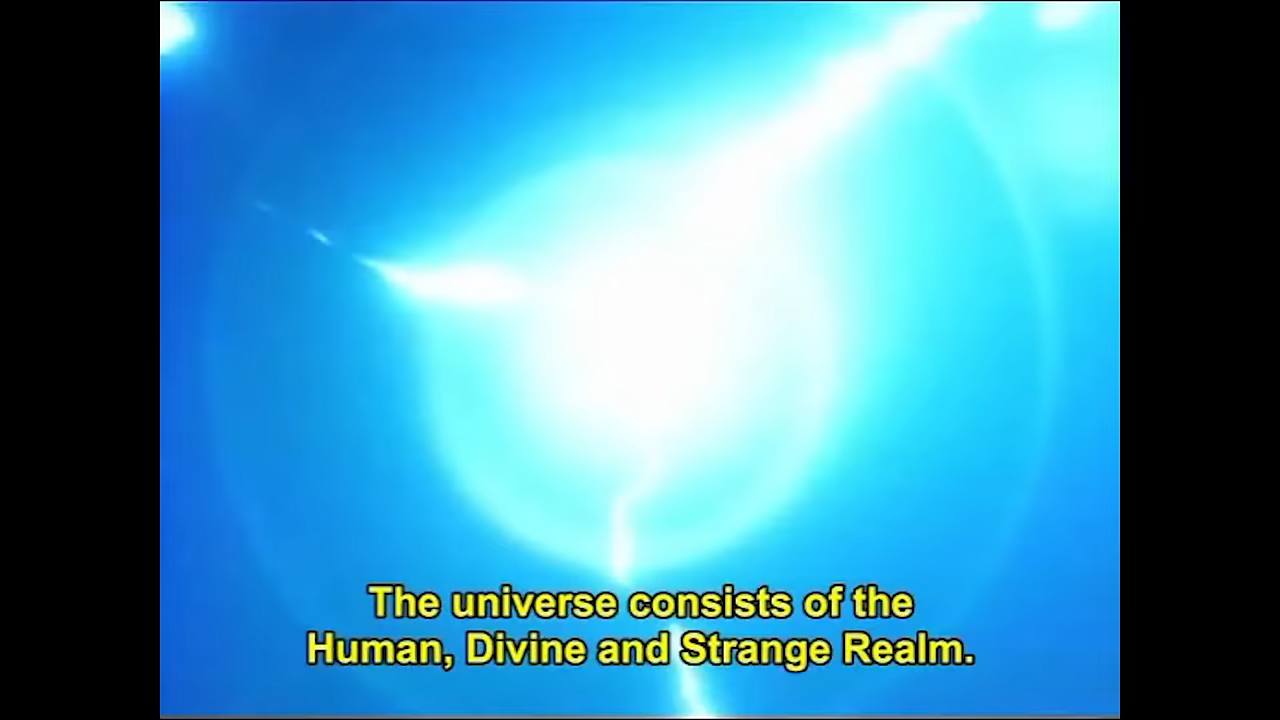 The universe consists of the
Human, Divine and Strange Realm.